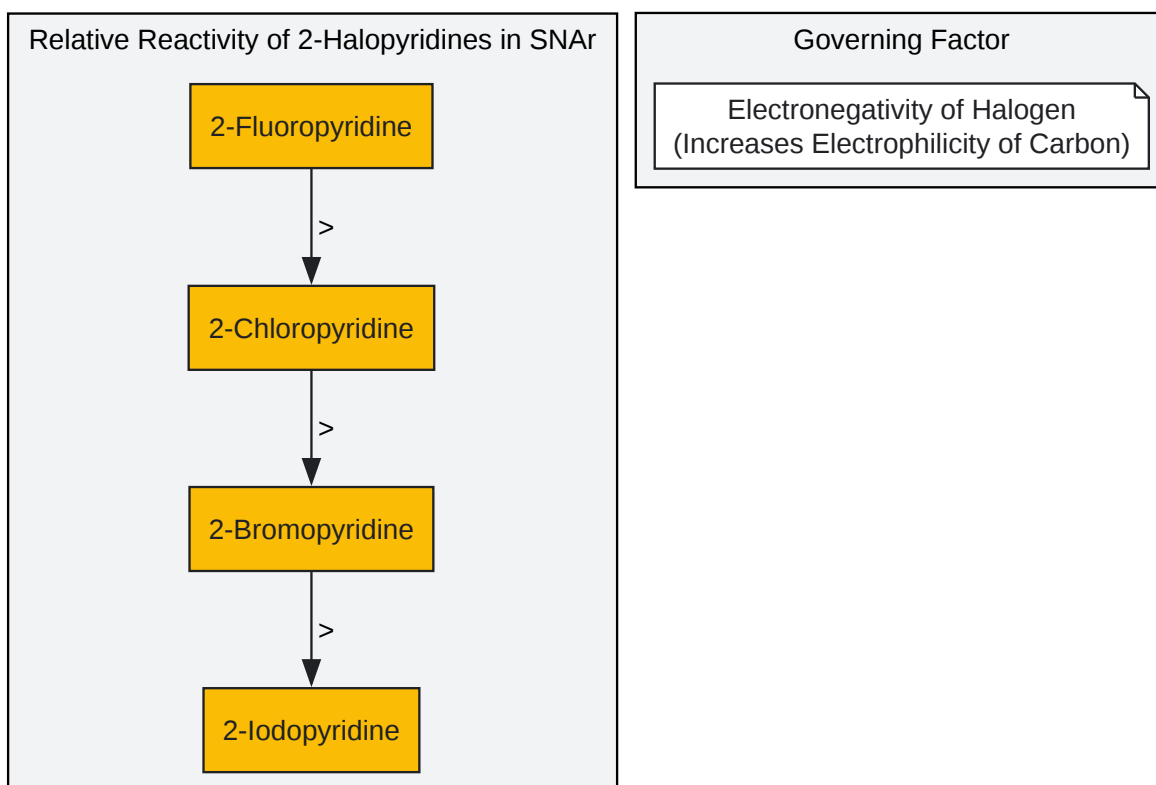 Relative Reactivity of 2-Halopyridines in SNAr
2-Fluoropyridine
>
2-Chloropyridine
>
2-Bromopyridine
>
2-Iodopyridine
Governing Factor
Electronegativity of Halogen
(Increases Electrophilicity of Carbon)